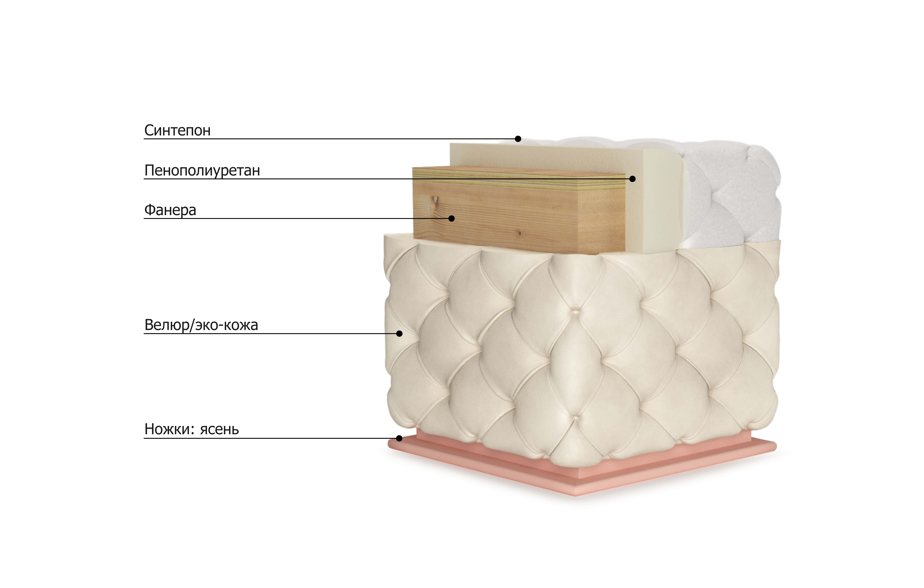 Синтепон
Пенополиуретан
Фанера
Велюр/эко-кожа
Ножки: ясень